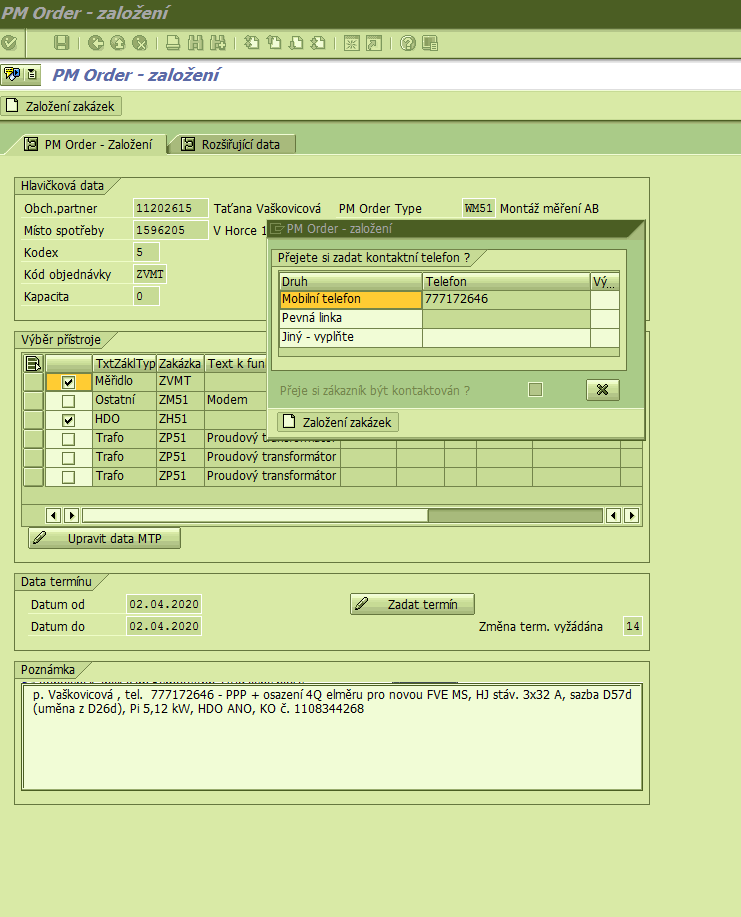 PM Order - založení
PM Order - založení
Založení zakázek
PM Order - Založení
Rozšiřující data
Hlavičková data
Obch.partner 11202615 Taťana Vaškovicová PM Order Type WM51 Montáž měření AB
Místo spotřeby 1596205 V Horce 1
Kodex 5
Kód objednávky ZVMT
Kapacita 0
PM Order - založení
Přejete si zadat kontaktní telefon ?
Druh Telefon Vý...
Mobilní telefon 777172646
Pevná linka
Jiný - vyplňte
Přeje si zákazník být kontaktován ?
Založení zakázek
Výběr přístroje
TxtZáklTyp Zakázka Text k fun
Měřidlo ZVMT
Ostatní ZM51 Modem
HDO ZH51
Trafo ZP51 Proudový transformátor
Trafo ZP51 Proudový transformátor
Trafo ZP51 Proudový transformátor
Upravit data MTP
Data termínu
Datum od 02.04.2020 Zadat termín
Datum do 02.04.2020 Změna term. vyžádána 14
Poznámka
p. Vaškovicová , tel.  777172646 - PPP + osazení 4Q elměru pro novou FVE MS, HJ stáv. 3x32 A, sazba D57d
(uměna z D26d), Pi 5,12 kW, HDO ANO, KO č. 1108344268